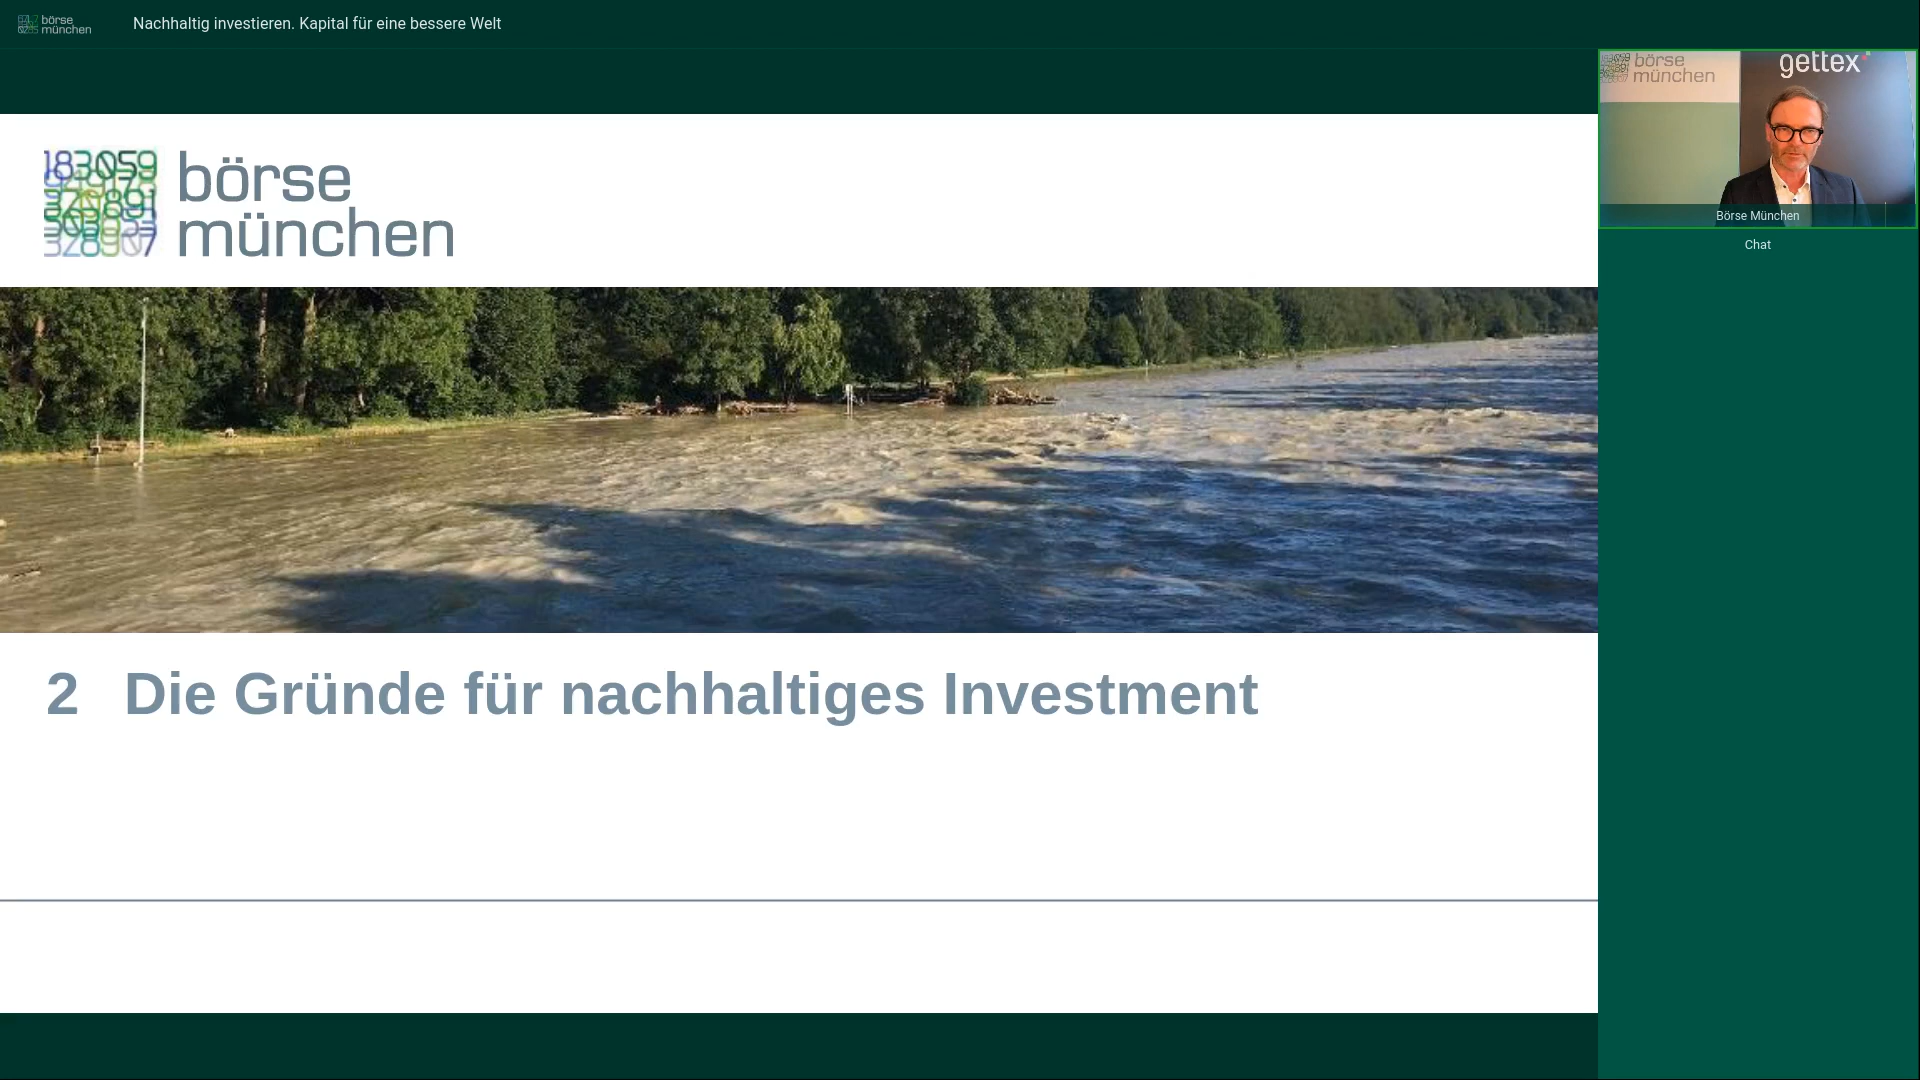 börse
münchen
Nachhaltig investieren. Kapital für eine bessere Welt
börse
münchen
gettex
Börse München
Chat
183059
börse
münchen
2 Die Gründe für nachhaltiges Investment